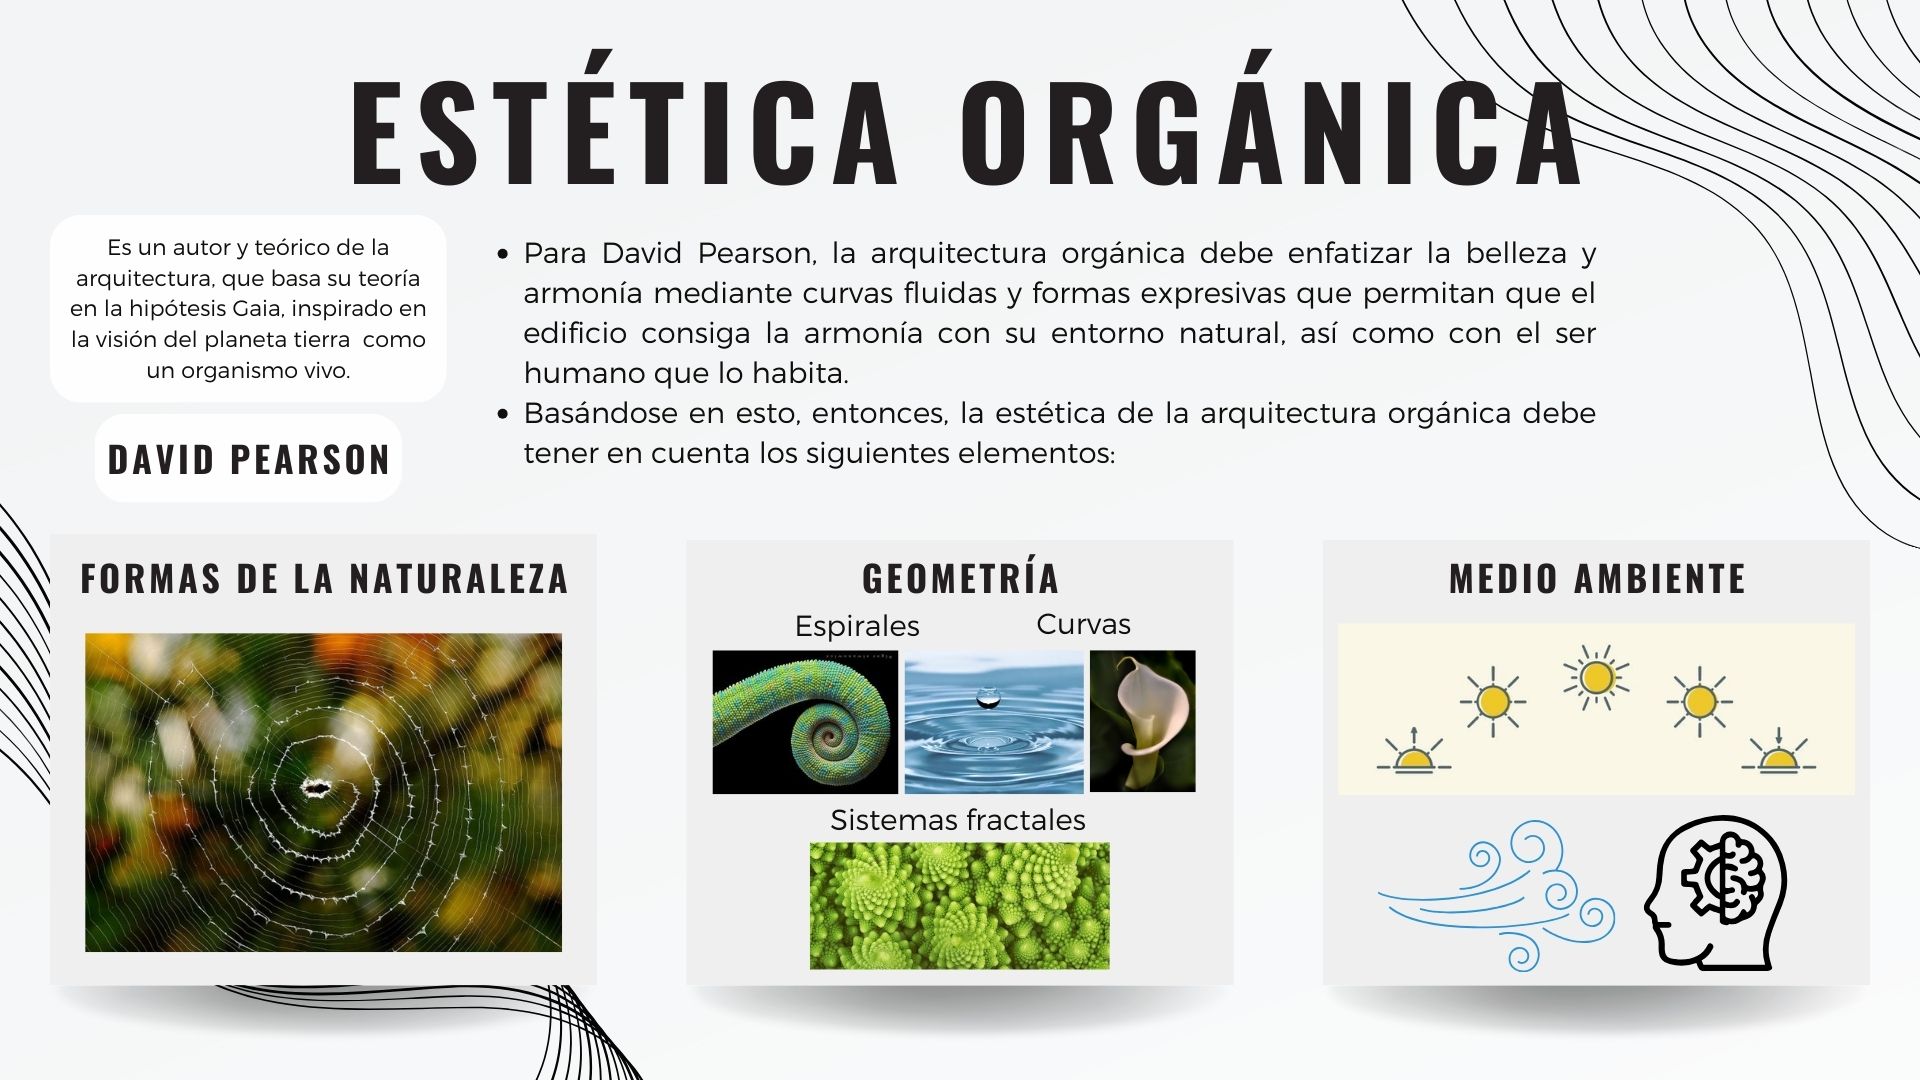 ESTÉTICA ORGÁNICA
Es un autor y teórico de la
arquitectura, que basa su teoría
en la hipótesis Gaia, inspirado en
la visión del planeta tierra  como
un organismo vivo.
DAVID PEARSON
• Para David Pearson, la arquitectura orgánica debe enfatizar la belleza y
armonía mediante curvas fluidas y formas expresivas que permitan que el
edificio consiga la armonía con su entorno natural, así como con el ser
humano que lo habita.
• Basándose en esto, entonces, la estética de la arquitectura orgánica debe
tener en cuenta los siguientes elementos:
FORMAS DE LA NATURALEZA
GEOMETRÍA
Espirales
Curvas
Sistemas fractales
MEDIO AMBIENTE